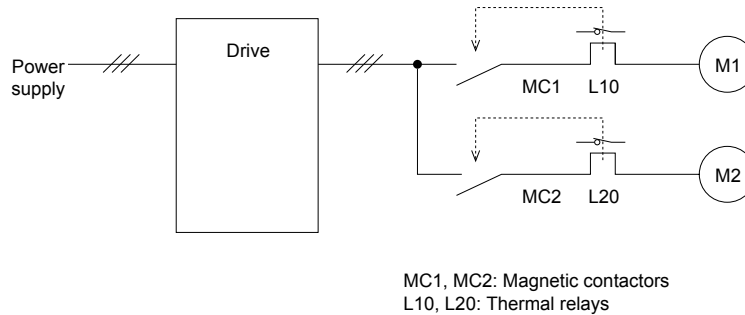 Power
supply
Drive
MC1
L10
M1
MC2
L20
M2
MC1, MC2: Magnetic contactors
L10, L20: Thermal relays